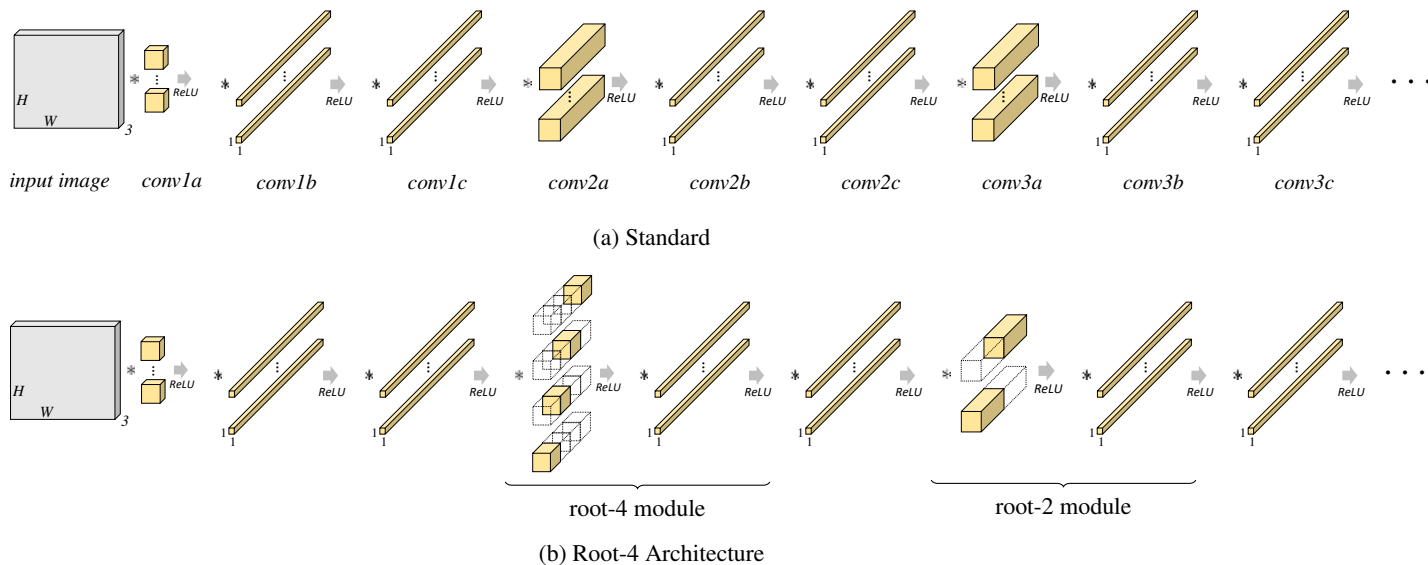 H
W
3
* ReLU * ReLU * ReLU * ReLU * ReLU * ReLU * ReLU * ReLU * ReLU
1 1 1 1 1 1
1 1 1 1 1 1
input image conv1a conv1b conv1c conv2a conv2b conv2c conv3a conv3b conv3c
(a) Standard
H
W
3
* ReLU * ReLU * ReLU * ReLU * ReLU * ReLU * ReLU * ReLU * ReLU
1 1 1 1 1 1
1 1 1 1 1 1
root-4 module root-2 module
(b) Root-4 Architecture